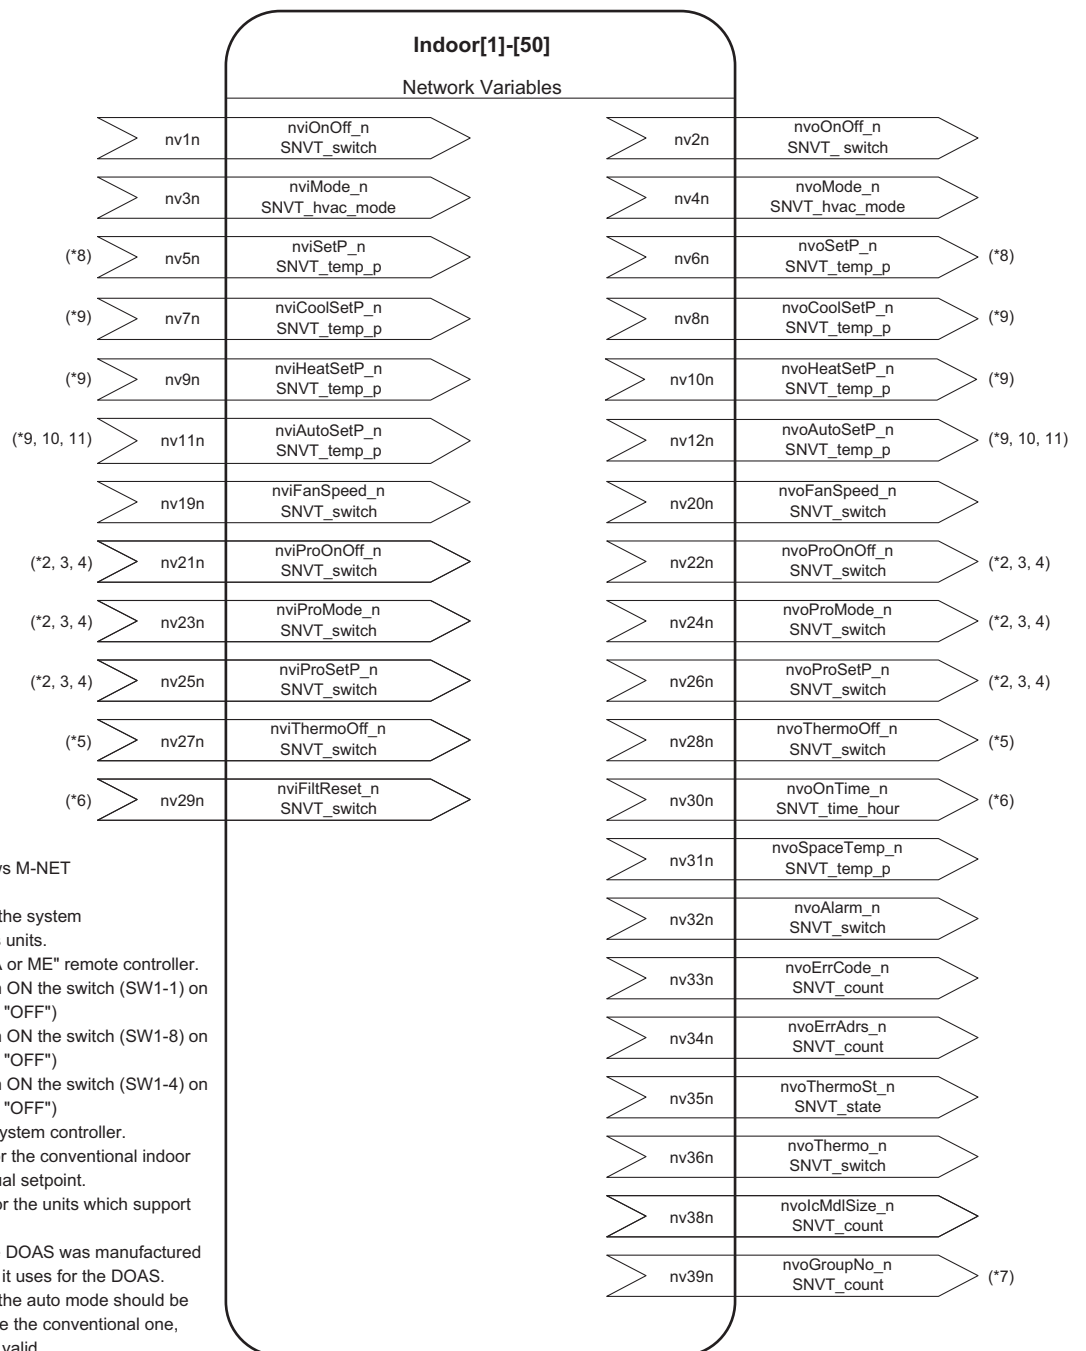 Indoor[1]-[50]
Network Variables
nv1n
nviOnOff_n
SNVT_switch
nv2n
nvoOnOff_n
SNVT_ switch
nv3n
nviMode_n
SNVT_hvac_mode
nv4n
nvoMode_n
SNVT_hvac_mode
(*8)
nv5n
nviSetP_n
SNVT_temp_p
nv6n
nvoSetP_n
SNVT_temp_p
(*8)
(*9)
nv7n
nviCoolSetP_n
SNVT_temp_p
nv8n
nvoCoolSetP_n
SNVT_temp_p
(*9)
(*9)
nv9n
nviHeatSetP_n
SNVT_temp_p
nv10n
nvoHeatSetP_n
SNVT_temp_p
(*9)
(*9, 10, 11)
nv11n
nviAutoSetP_n
SNVT_temp_p
nv12n
nvoAutoSetP_n
SNVT_temp_p
(*9, 10, 11)
nv19n
nviFanSpeed_n
SNVT_switch
nv20n
nvoFanSpeed_n
SNVT_switch
(*2, 3, 4)
nv21n
nviProOnOff_n
SNVT_switch
nv22n
nvoProOnOff_n
SNVT_switch
(*2, 3, 4)
(*2, 3, 4)
nv23n
nviProMode_n
SNVT_switch
nv24n
nvoProMode_n
SNVT_switch
(*2, 3, 4)
(*2, 3, 4)
nv25n
nviProSetP_n
SNVT_switch
nv26n
nvoProSetP_n
SNVT_switch
(*2, 3, 4)
(*5)
nv27n
nviThermoOff_n
SNVT_switch
nv28n
nvoThermoOff_n
SNVT_switch
(*5)
(*6)
nv29n
nviFiltReset_n
SNVT_switch
nv30n
nvoOnTime_n
SNVT_time_hour
(*6)
nv31n
nvoSpaceTemp_n
SNVT_temp_p
nv32n
nvoAlarm_n
SNVT_switch
nv33n
nvoErrCode_n
SNVT_count
nv34n
nvoErrAdrs_n
SNVT_count
nv35n
nvoThermoSt_n
SNVT_state
nv36n
nvoThermo_n
SNVT_switch
nv38n
nvoIcMdlSize_n
SNVT_count
nv39n
nvoGroupNo_n
SNVT_count
(*7)
M-NET
the system
units.
or ME" remote controller.
ON the switch (SW1-1) on
"OFF")
ON the switch (SW1-8) on
"OFF")
ON the switch (SW1-4) on
"OFF")
system controller.
or the conventional indoor
ual setpoint.
or the units which support
DOAS was manufactured
it uses for the DOAS.
the auto mode should be
the conventional one,
valid